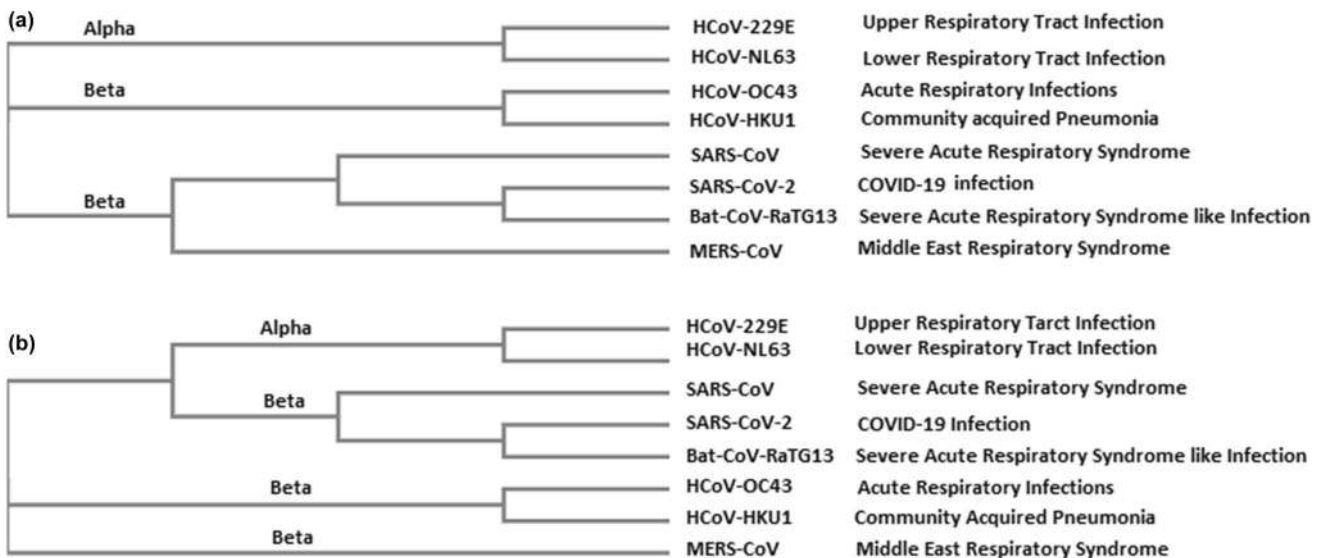 (a)
Alpha
HCoV-229E Upper Respiratory Tract Infection
HCoV-NL63 Lower Respiratory Tract Infection
Beta
HCoV-OC43 Acute Respiratory Infections
HCoV-HKU1 Community acquired Pneumonia
SARS-CoV Severe Acute Respiratory Syndrome
Beta
SARS-CoV-2 COVID-19 infection
Bat-CoV-RaTG13 Severe Acute Respiratory Syndrome like Infection
MERS-CoV Middle East Respiratory Syndrome
(b)
Alpha
HCoV-229E Upper Respiratory Tarct Infection
HCoV-NL63 Lower Respiratory Tract Infection
Beta
SARS-CoV Severe Acute Respiratory Syndrome
SARS-CoV-2 COVID-19 Infection
Bat-CoV-RaTG13 Severe Acute Respiratory Syndrome like Infection
Beta
HCoV-OC43 Acute Respiratory Infections
HCoV-HKU1 Community Acquired Pneumonia
Beta
MERS-CoV Middle East Respiratory Syndrome